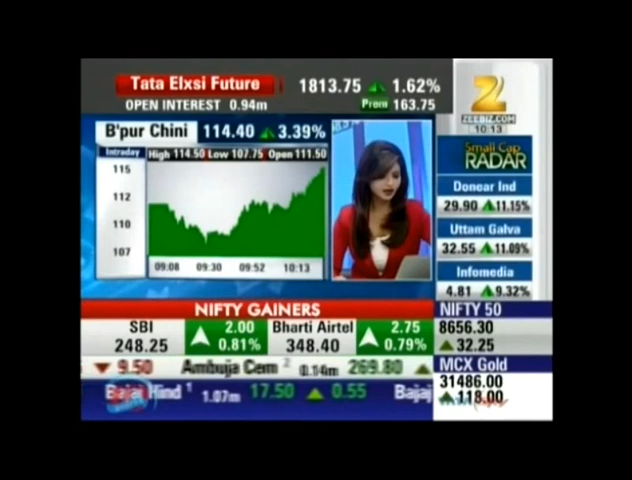 Tata Elxsi Future 1813.75 1.62%
OPEN INTEREST 0.94m Prem 163.75
ZEEBIZ.COM
10:13
B'pur Chini 114.40 3.39%
Intraday High 114.50 Low 107.75 Open 111.50
115
112
110
107
09:08 09:30 09:52 10:13
Small Cap
RADAR
Donear Ind
29.90 11.15%
Uttam Galva
32.55 11.09%
Infomedia
4.81 9.32%
NIFTY GAINERS
SBI 2.00 Bharti Airtel 2.75
248.25 0.81% 348.40 0.79%
NIFTY 50
8656.30
32.25
MCX Gold
31486.00
118.00
9.50 Ambuja Cem 2 0.14m 269.80
Bajaj Hind 1 1.07m 17.50 0.55 Bajaj